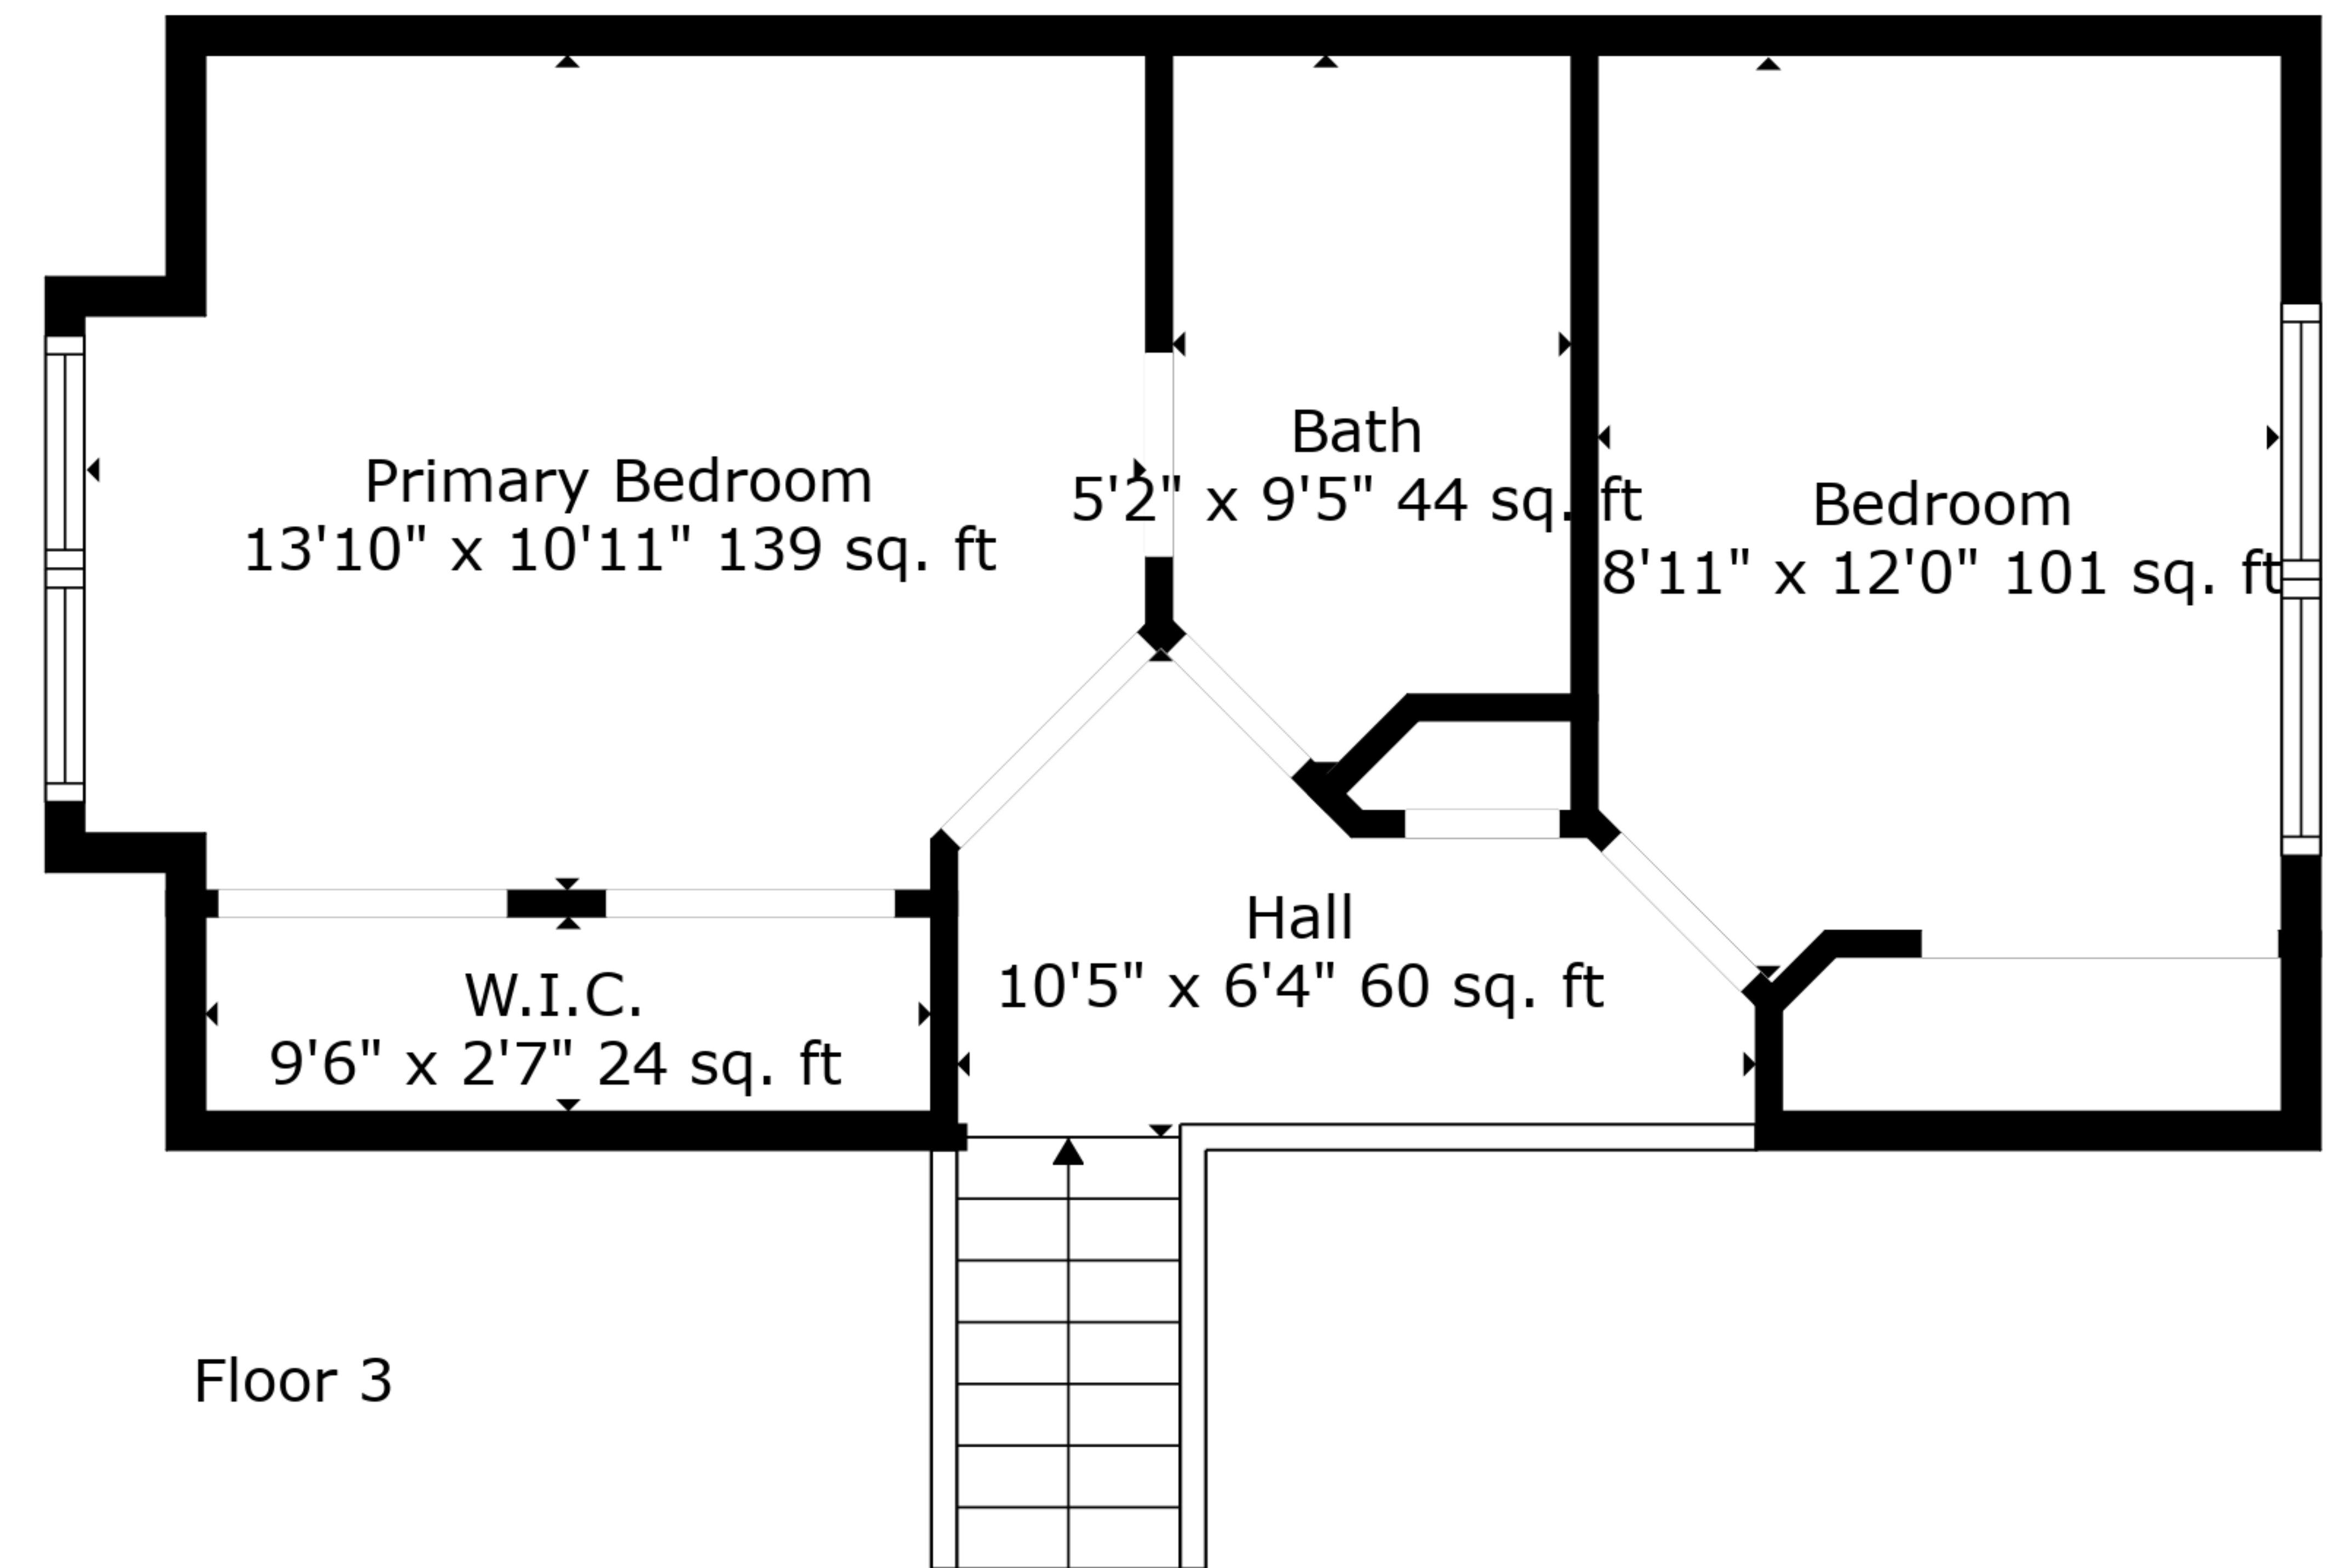 Primary Bedroom
13'10" x 10'11" 139 sq. ft
Bath
5'2" x 9'5" 44 sq. ft
Bedroom
8'11" x 12'0" 101 sq. ft
W.I.C.
9'6" x 2'7" 24 sq. ft
Hall
10'5" x 6'4" 60 sq. ft
Floor 3